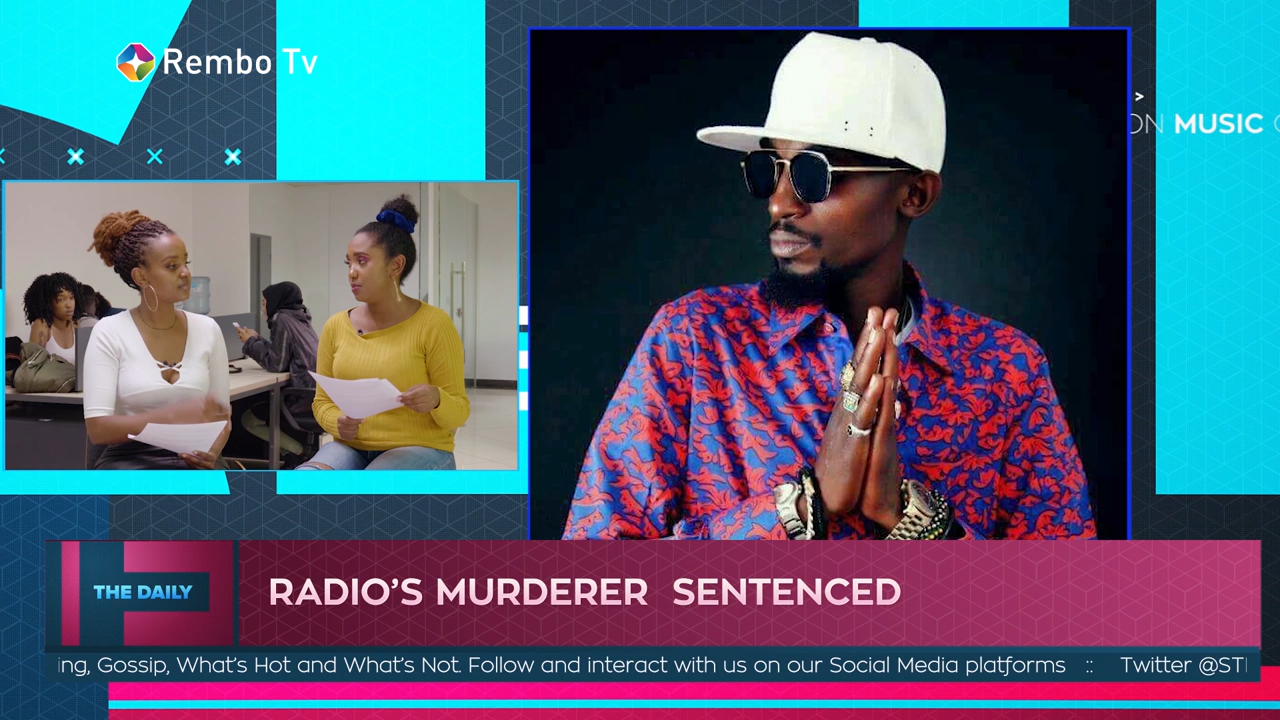 Rembo Tv
>
ON MUSIC
THE DAILY
RADIO'S MURDERER SENTENCED
ing, Gossip, What's Hot and What's Not. Follow and interact with us on our Social Media platforms :: Twitter @ST